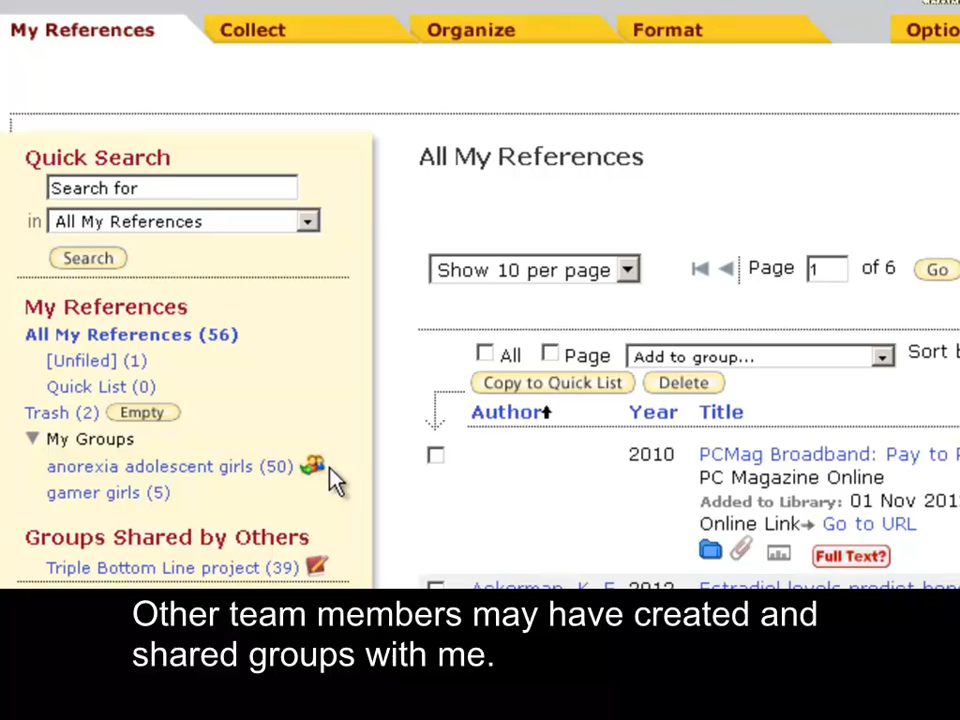 My References Collect Organize Format Optio
Quick Search
Search for
in All My References
Search
My References
All My References (56)
[Unfiled] (1)
Quick List (0)
Trash (2) Empty
My Groups
anorexia adolescent girls (50)
gamer girls (5)
Groups Shared by Others
Triple Bottom Line project (39)
All My References
Show 10 per page Page 1 of 6 Go
All Page Add to group... Sort
Copy to Quick List Delete
Author Year Title
2010 PCMag Broadband: Pay to
PC Magazine Online
Added to Library: 01 Nov 201
Online Link Go to URL
Full Text?
Other team members may have created and
shared groups with me.